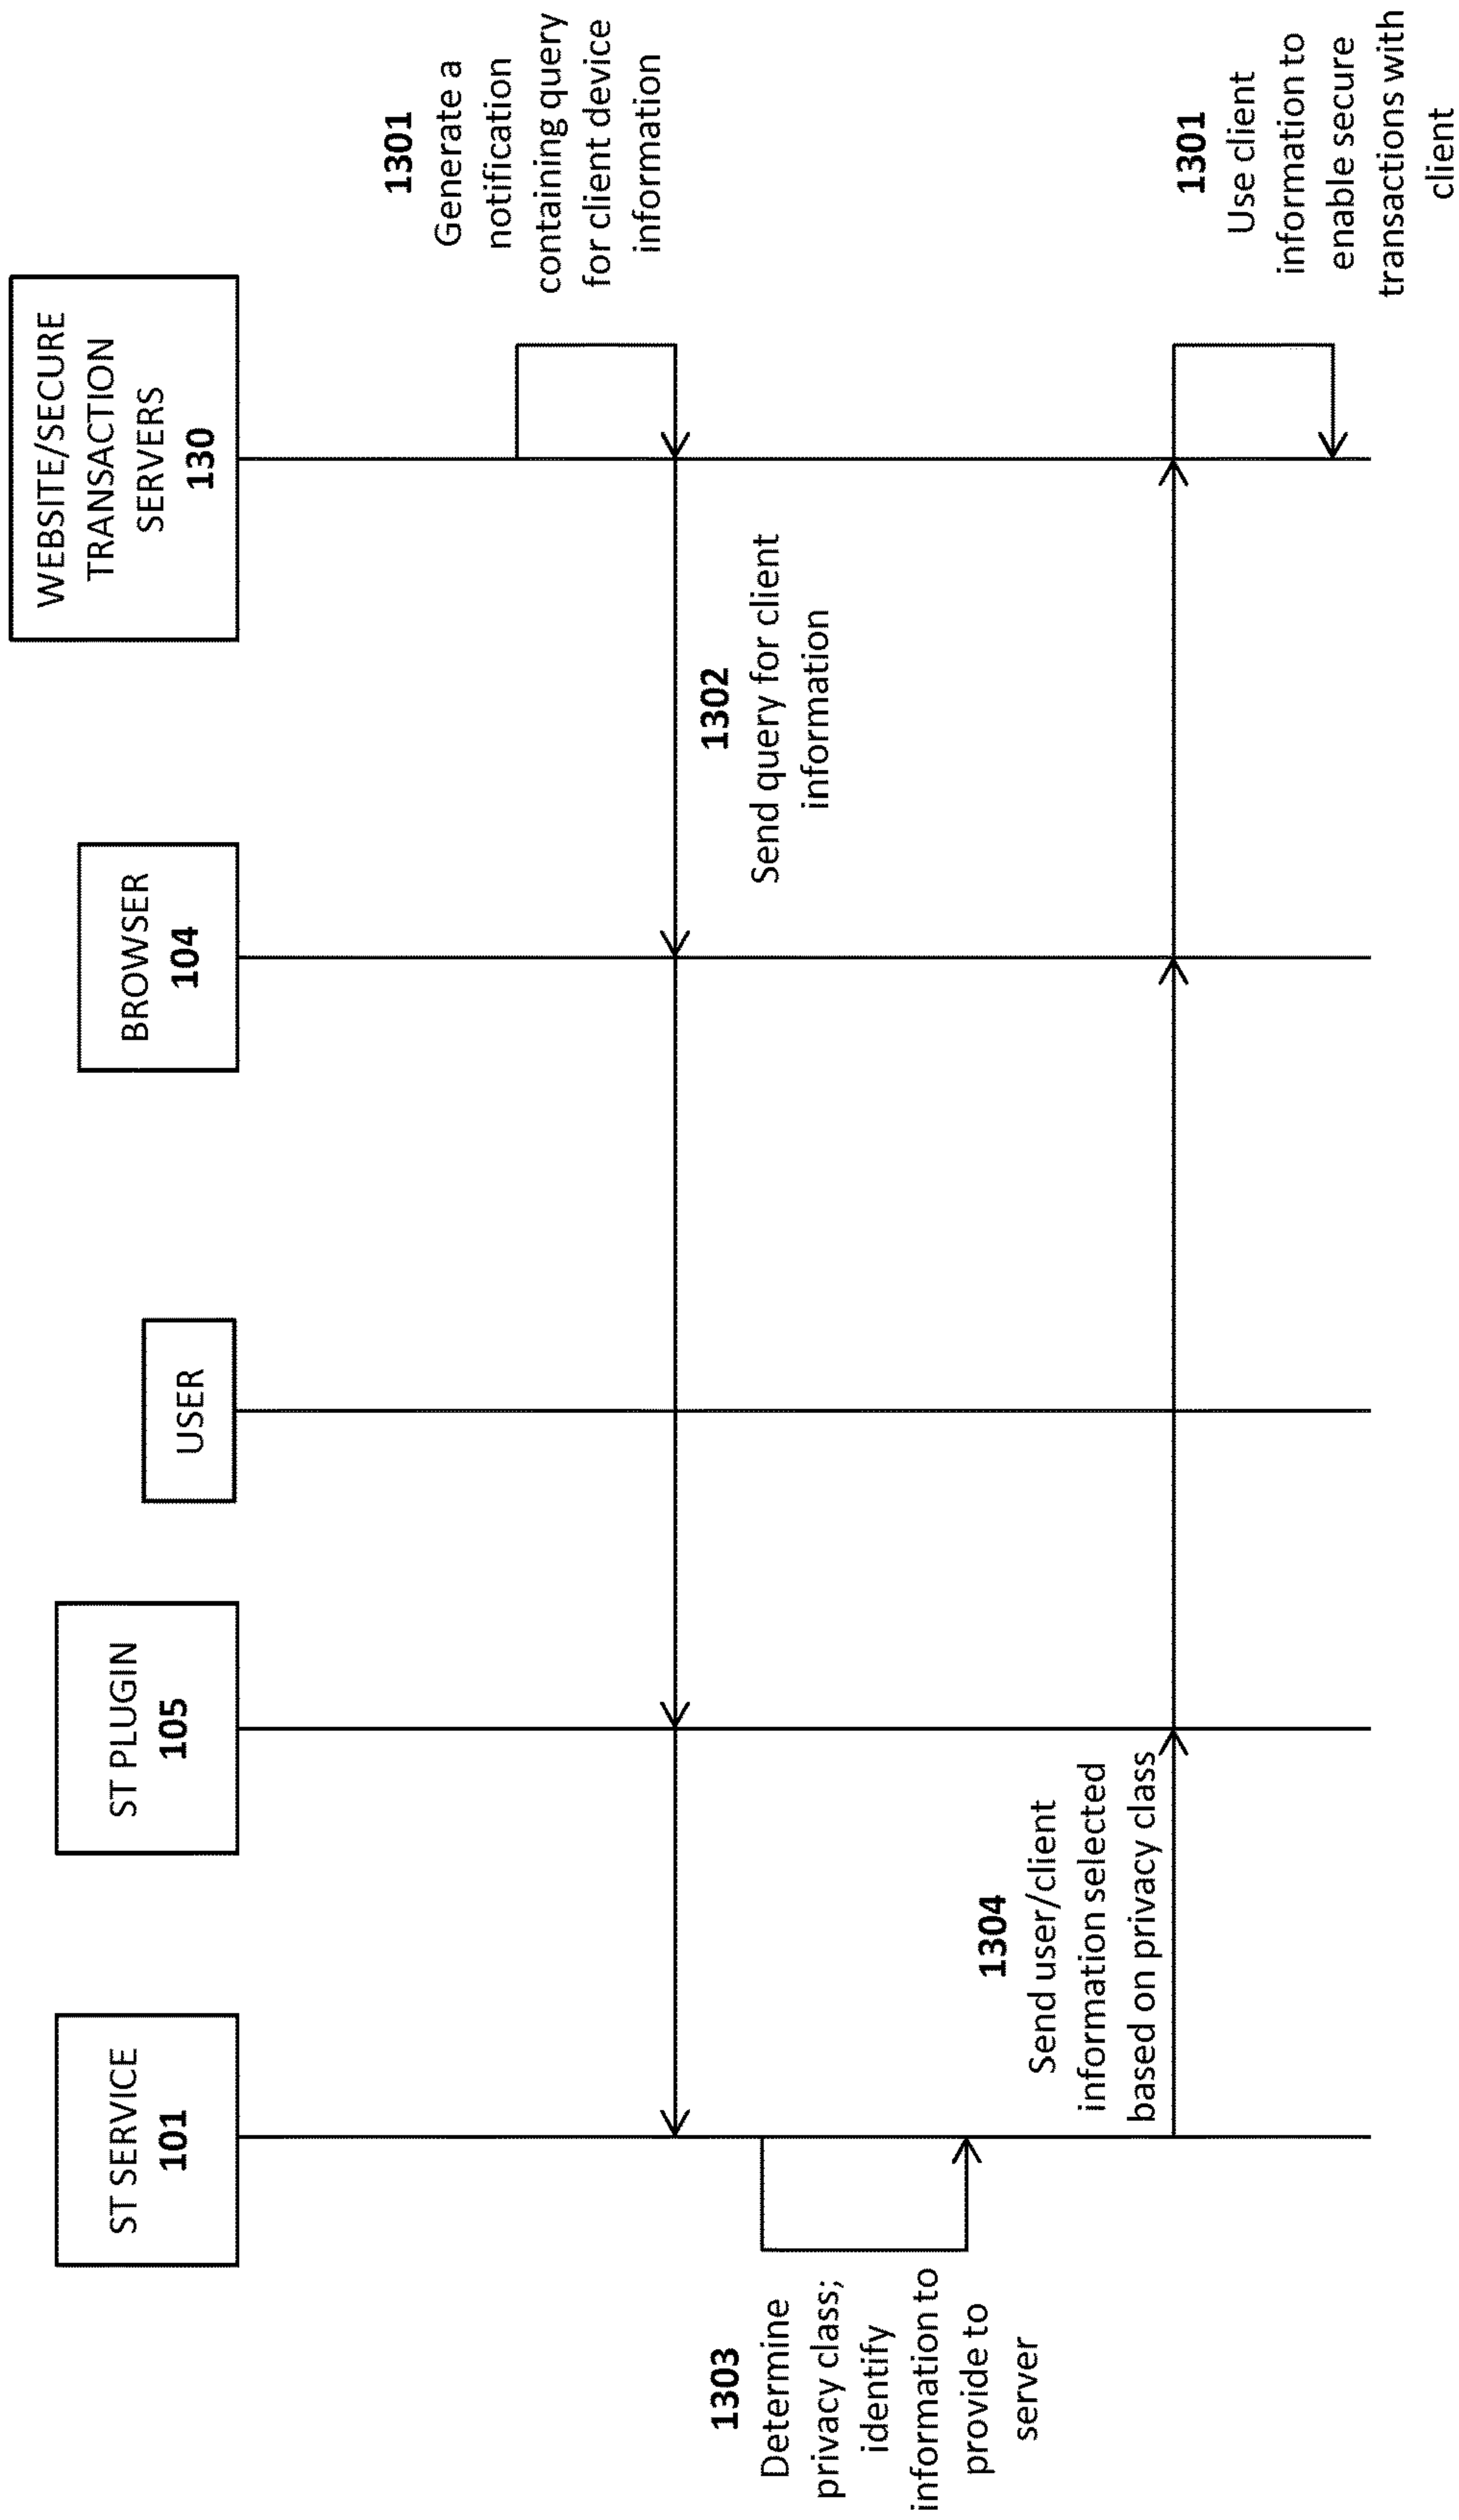 ST SERVICE
101
ST PLUGIN
105
USER
BROWSER
104
WEBSITE/SECURE
TRANSACTION
SERVERS
130
1301
Generate a
notification
containing query
for client device
information
1302
Send query for client
information
1303
Determine
privacy class;
identify
information to
provide to
server
1304
Send user/client
information selected
based on privacy class
1301
Use client
information to
enable secure
transactions with
client